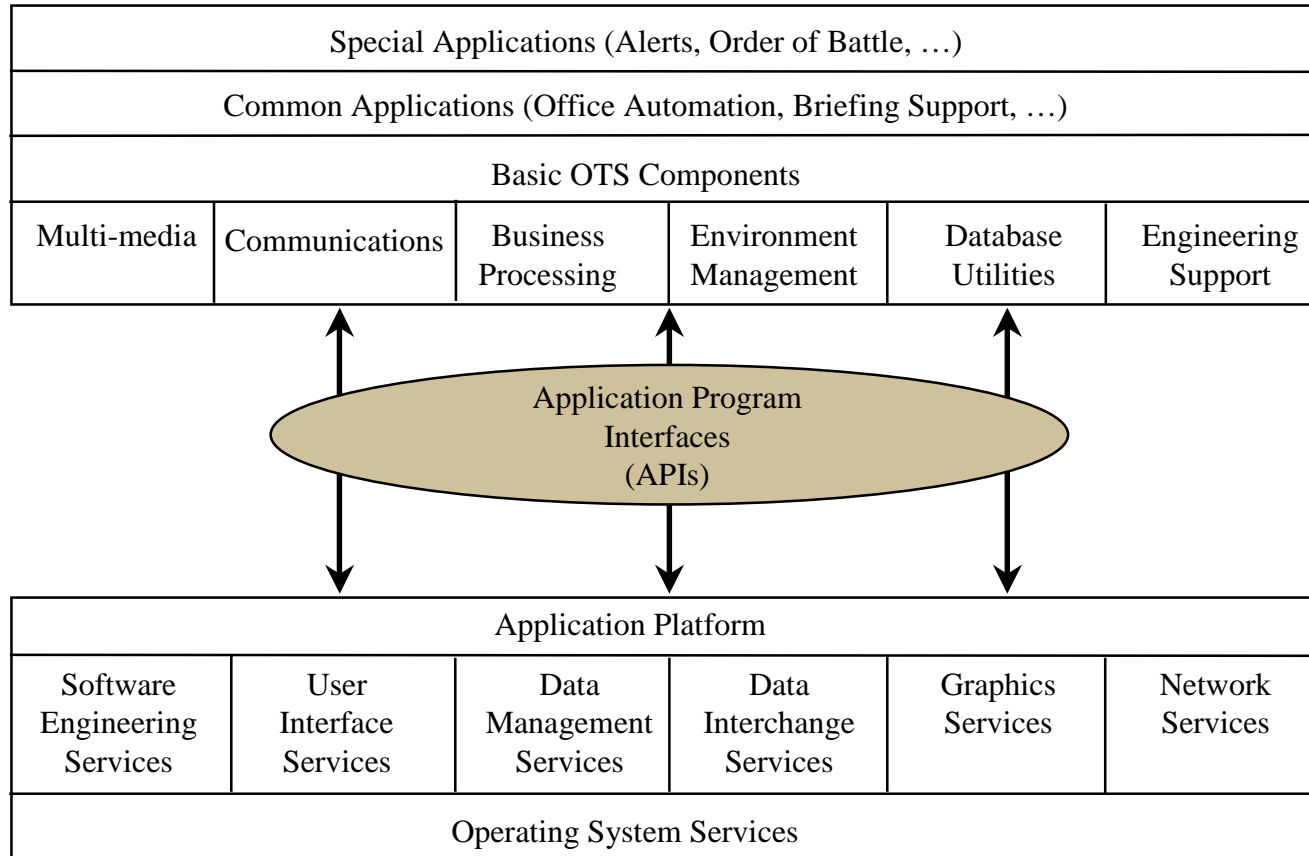 Special Applications (Alerts, Order of Battle, …)
Common Applications (Office Automation, Briefing Support, …)
Basic OTS Components
Multi-media
Communications
Business
Processing
Environment
Management
Database
Utilities
Engineering
Support
Application Program
Interfaces
(APIs)
Application Platform
Software
Engineering
Services
User
Interface
Services
Data
Management
Services
Data
Interchange
Services
Graphics
Services
Network
Services
Operating System Services